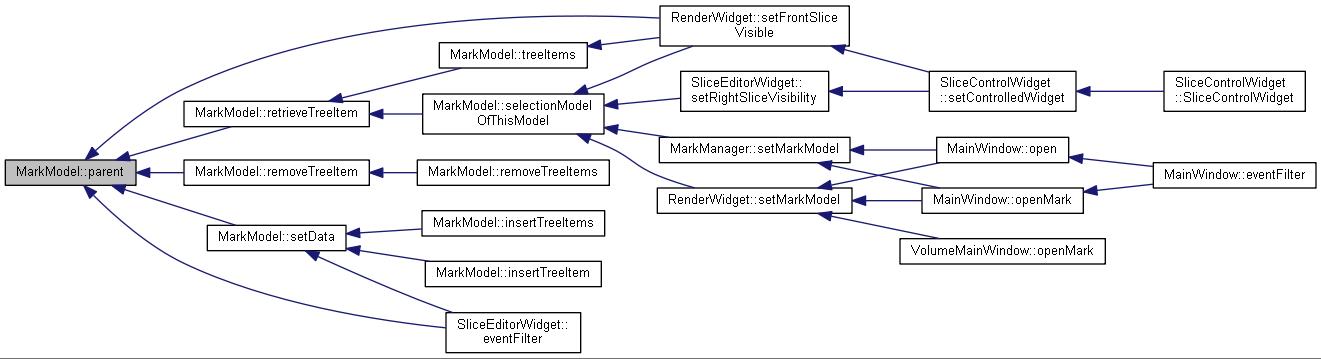 MarkModel::parent
RenderWidget::setFrontSlice
Visible
MarkModel::treeItems
MarkModel::retrieveTreeItem
MarkModel::selectionModel
OfThisModel
SliceEditorWidget::
setRightSliceVisibility
SliceControlWidget
::setControlledWidget
SliceControlWidget
::SliceControlWidget
MarkManager::setMarkModel
MainWindow::open
MainWindow::eventFilter
MarkModel::removeTreeItem
MarkModel::removeTreeItems
RenderWidget::setMarkModel
MainWindow::openMark
VolumeMainWindow::openMark
MarkModel::setData
MarkModel::insertTreeItems
MarkModel::insertTreeItem
SliceEditorWidget::
eventFilter